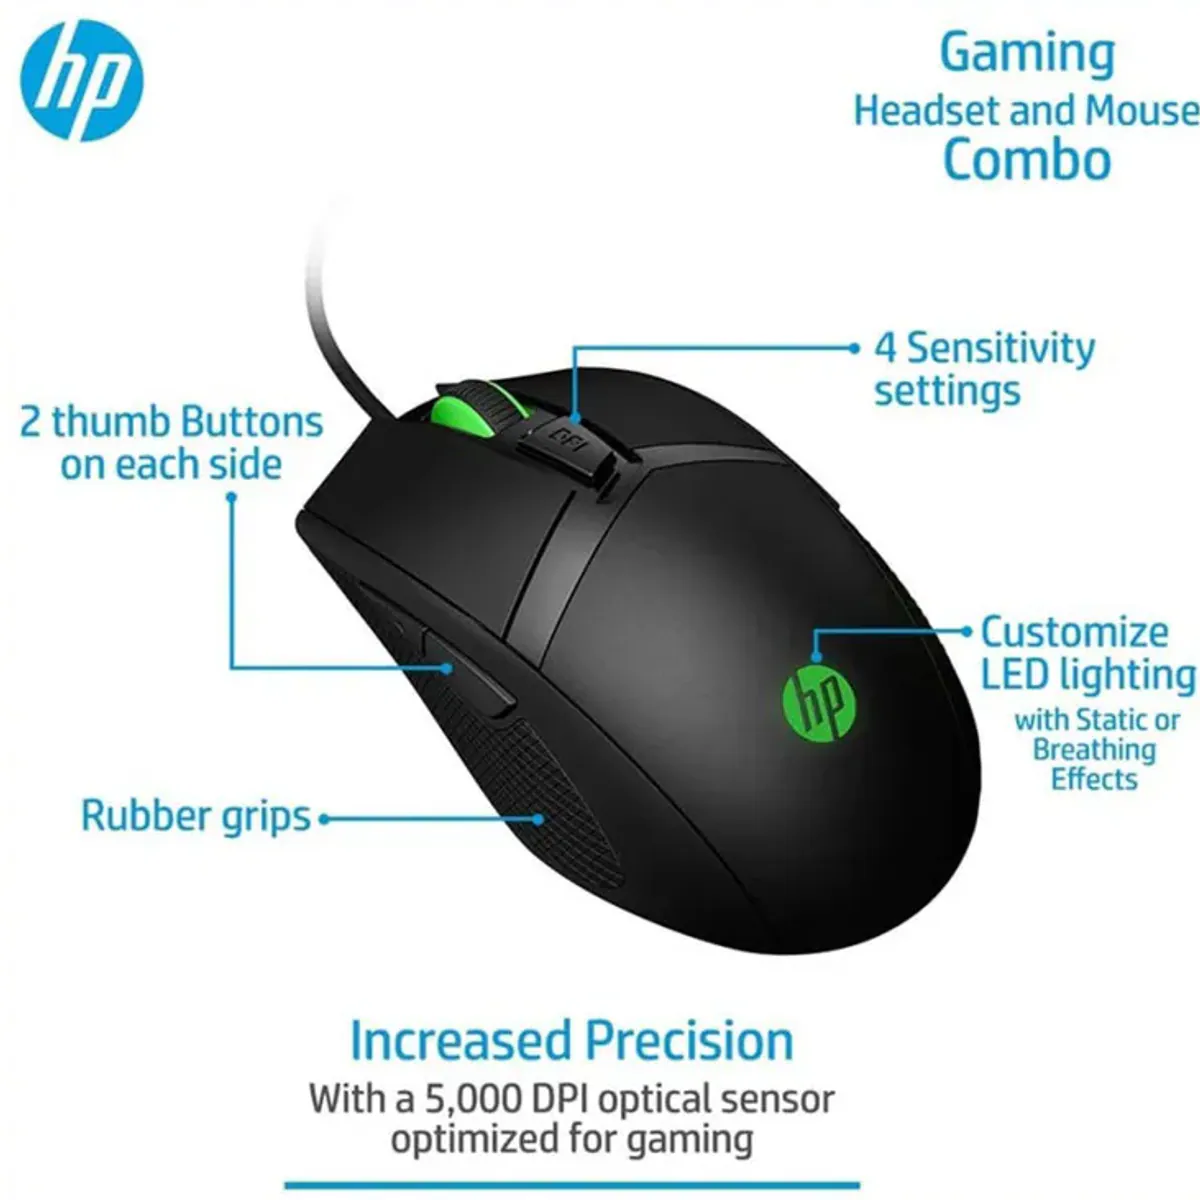 hp
Gaming
Headset and Mouse
Combo
4 Sensitivity
settings
2 thumb Buttons
on each side
DPI
Customize
LED lighting
with Static or
Breathing
Effects
hp
Rubber grips
Increased Precision
With a 5,000 DPI optical sensor
optimized for gaming